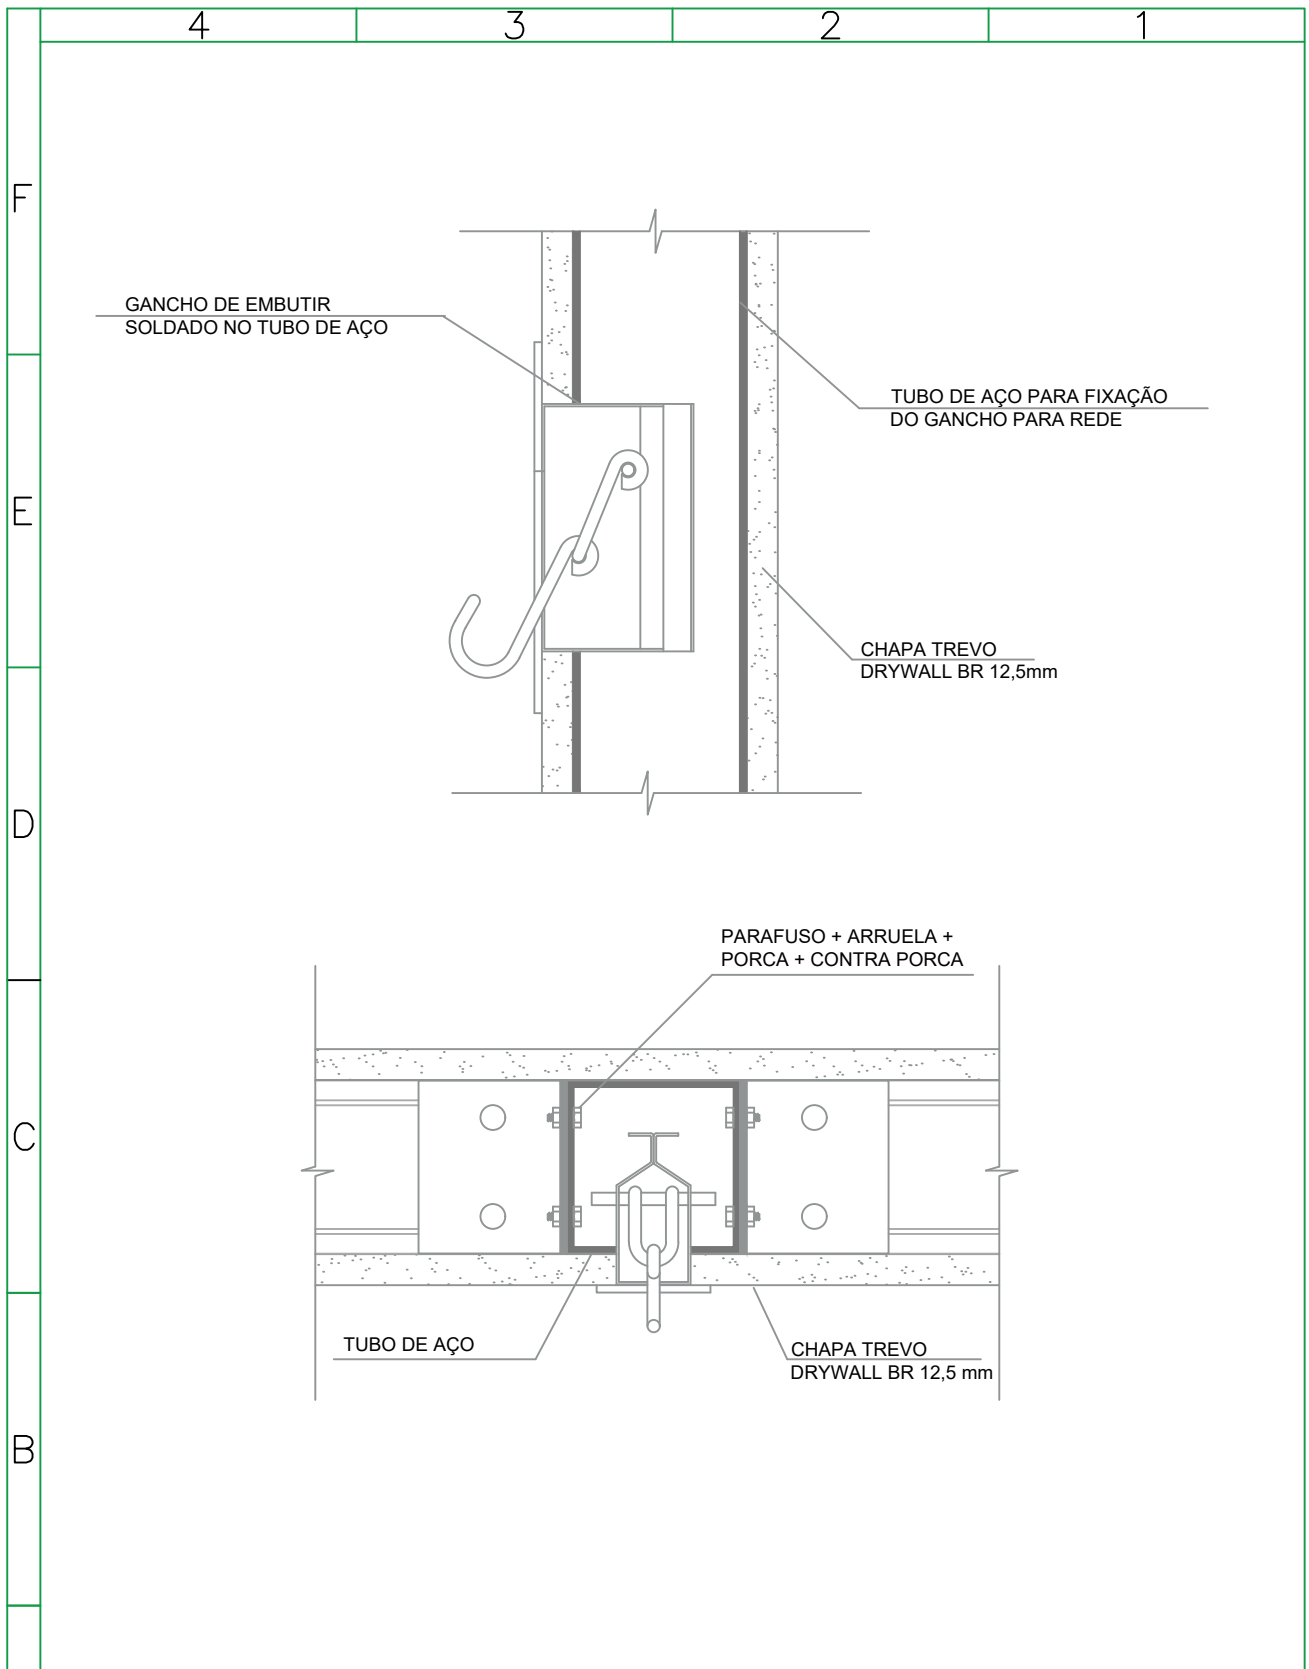 4 3 2 1
F
GANCHO DE EMBUTIR
SOLDADO NO TUBO DE AÇO
TUBO DE AÇO PARA FIXAÇÃO
DO GANCHO PARA REDE
E
CHAPA TREVO
DRYWALL BR 12,5mm
D
PARAFUSO + ARRUELA +
PORCA + CONTRA PORCA
C
TUBO DE AÇO
CHAPA TREVO
DRYWALL BR 12,5 mm
B